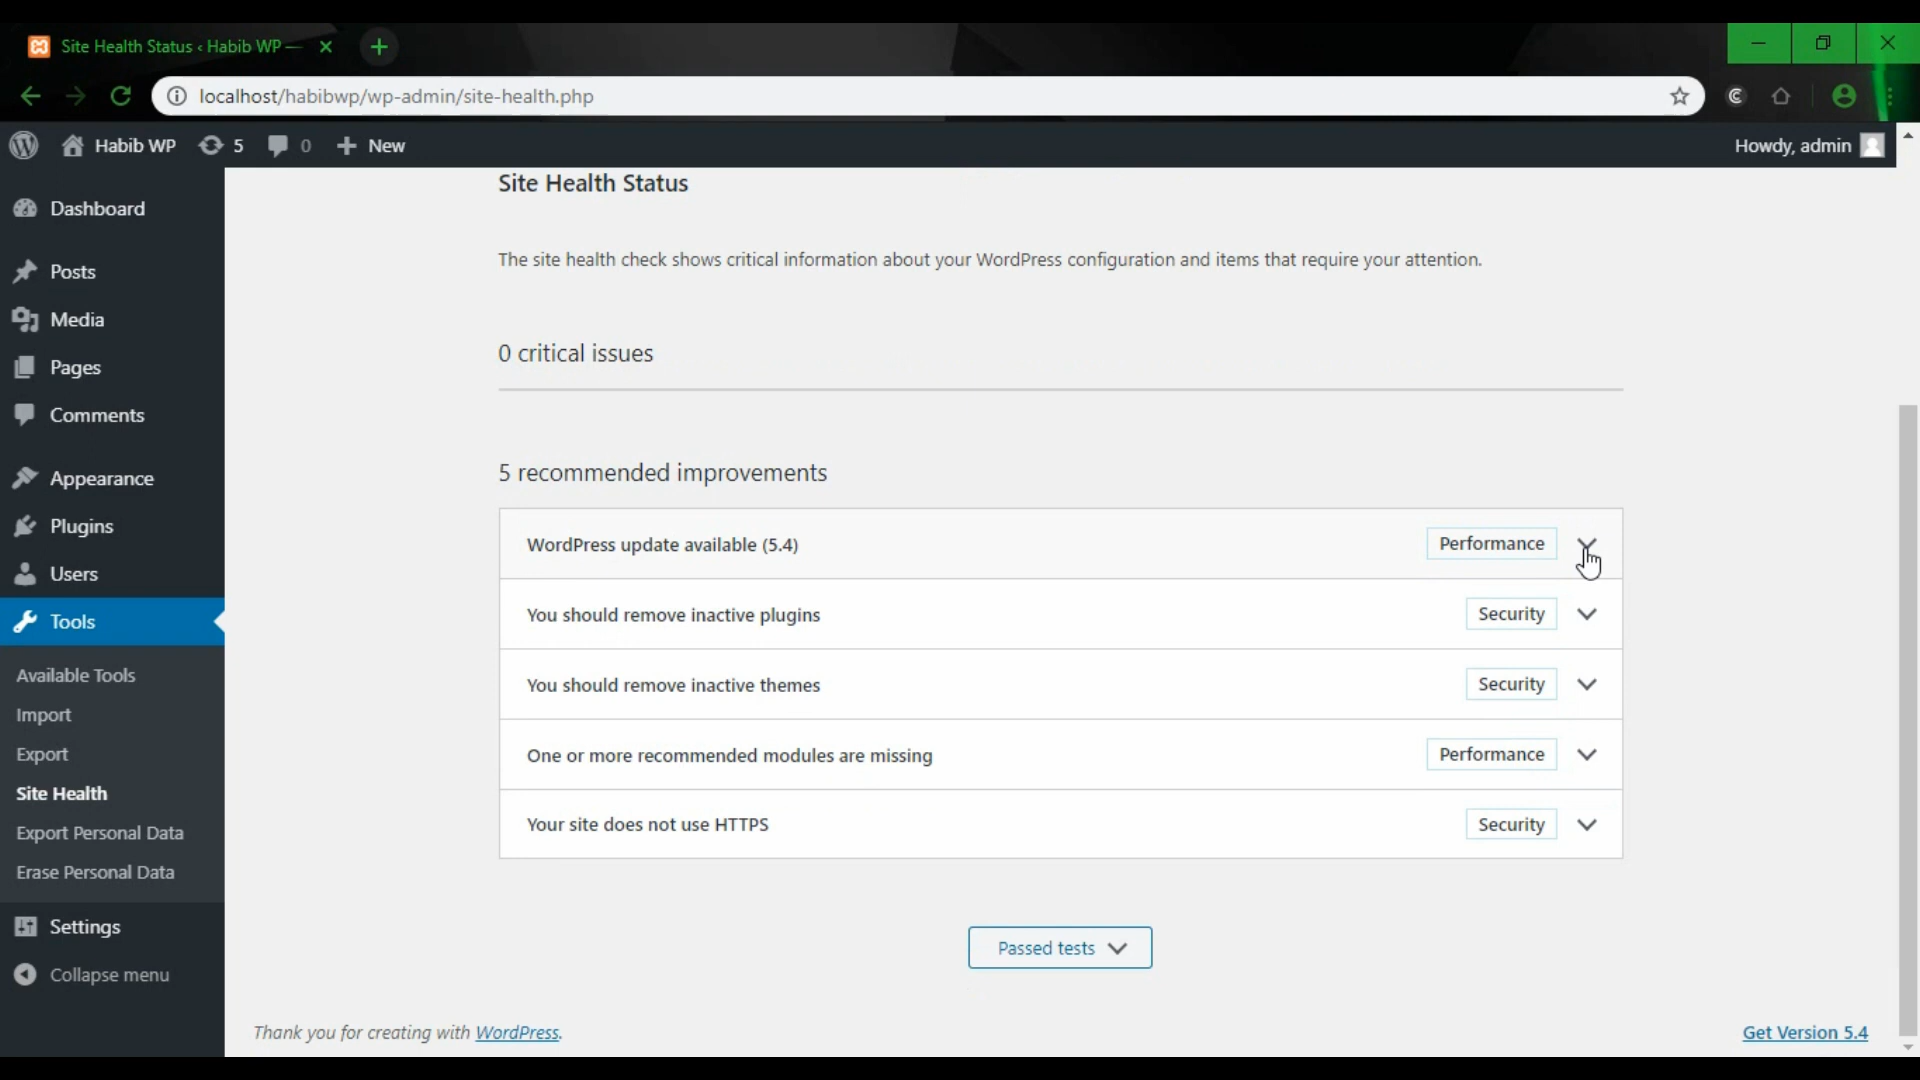 Site Health Status ‹ Habib WP —
localhost/habibwp/wp-admin/site-health.php
Habib WP 5 0 New Howdy, admin
Dashboard
Posts
Media
Pages
Comments
Appearance
Plugins
Users
Tools
Available Tools
Import
Export
Site Health
Export Personal Data
Erase Personal Data
Settings
Collapse menu
Site Health Status
The site health check shows critical information about your WordPress configuration and items that require your attention.
0 critical issues
5 recommended improvements
WordPress update available (5.4) Performance
You should remove inactive plugins Security
You should remove inactive themes Security
One or more recommended modules are missing Performance
Your site does not use HTTPS Security
Passed tests
Thank you for creating with WordPress. Get Version 5.4